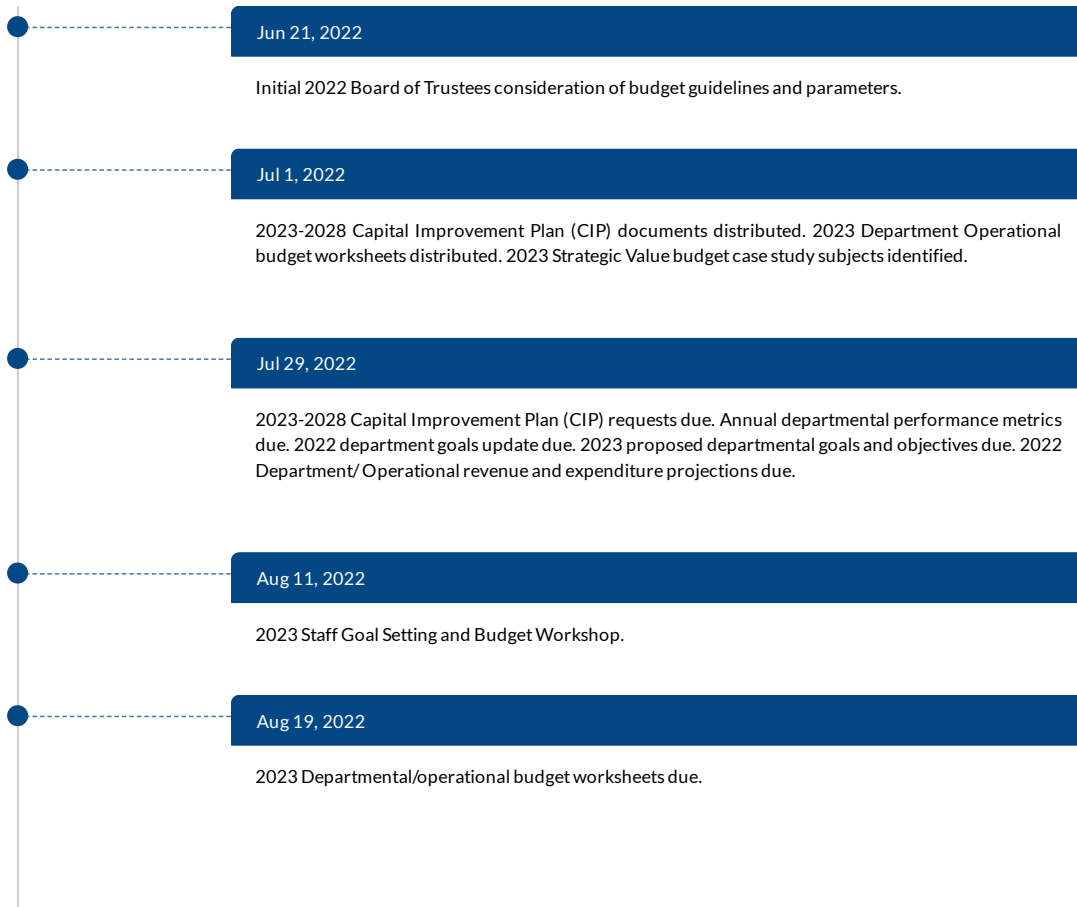 Jun 21, 2022
Initial 2022 Board of Trustees consideration of budget guidelines and parameters.
Jul 1, 2022
2023-2028 Capital Improvement Plan (CIP) documents distributed. 2023 Department Operational
budget worksheets distributed. 2023 Strategic Value budget case study subjects identified.
Jul 29, 2022
2023-2028 Capital Improvement Plan (CIP) requests due. Annual departmental performance metrics
due. 2022 department goals update due. 2023 proposed departmental goals and objectives due. 2022
Department/ Operational revenue and expenditure projections due.
Aug 11, 2022
2023 Staff Goal Setting and Budget Workshop.
Aug 19, 2022
2023 Departmental/operational budget worksheets due.